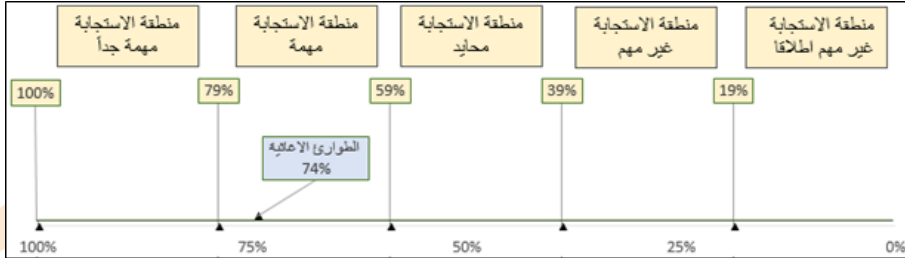 منطقة الاستجابة
مهمة جداً
منطقة الاستجابة
مهمة
منطقة الاستجابة
محايد
منطقة الاستجابة
غير مهم
منطقة الاستجابة
غير مهم اطلاقا
100%
79%
59%
39%
19%
الطوارئ الاغاثية
74%
100%
75%
50%
25%
0%